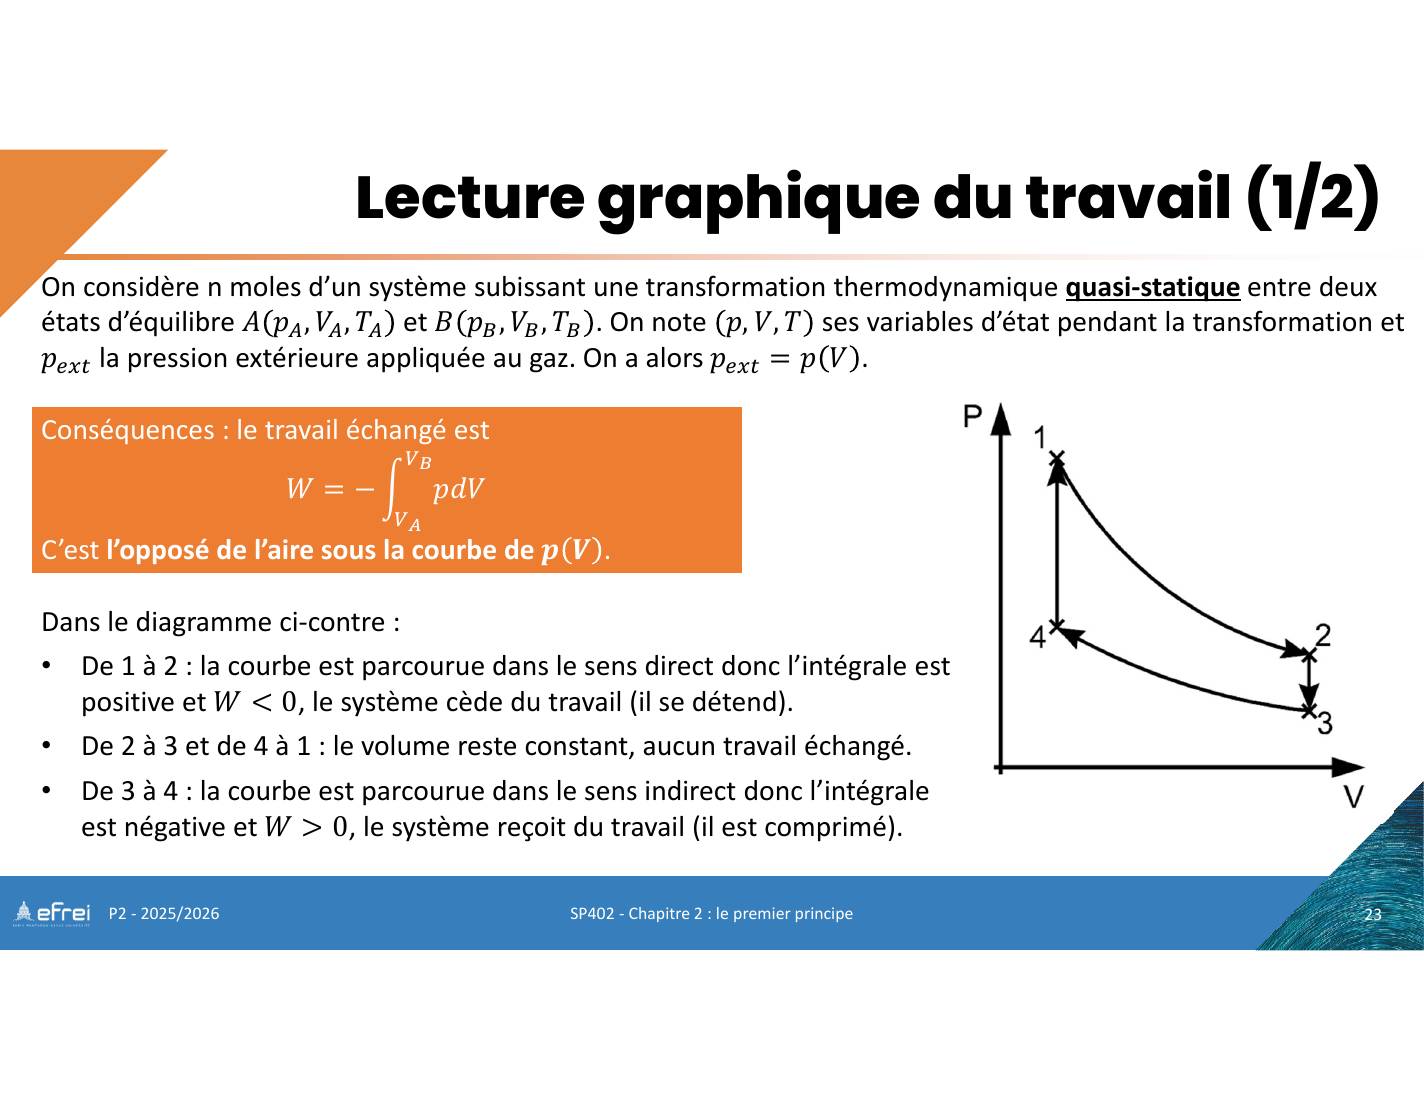 Lecture graphique du travail (1/2)
On considère n moles d’un système subissant une transformation thermodynamique quasi-statique entre deux
états d’équilibre A(p_A, V_A, T_A) et B(p_B, V_B, T_B). On note (p, V, T) ses variables d’état pendant la transformation et
p_ext la pression extérieure appliquée au gaz. On a alors p_ext = p(V).
Conséquences : le travail échangé est
W = −∫_{V_A}^{V_B} pdV
C’est l’opposé de l’aire sous la courbe de p(V).
Dans le diagramme ci-contre :
• De 1 à 2 : la courbe est parcourue dans le sens direct donc l’intégrale est
positive et W < 0, le système cède du travail (il se détend).
• De 2 à 3 et de 4 à 1 : le volume reste constant, aucun travail échangé.
• De 3 à 4 : la courbe est parcourue dans le sens indirect donc l’intégrale
est négative et W > 0, le système reçoit du travail (il est comprimé).
P
1
2
4
3
V
efrei
P2 - 2025/2026
SP402 - Chapitre 2 : le premier principe
23